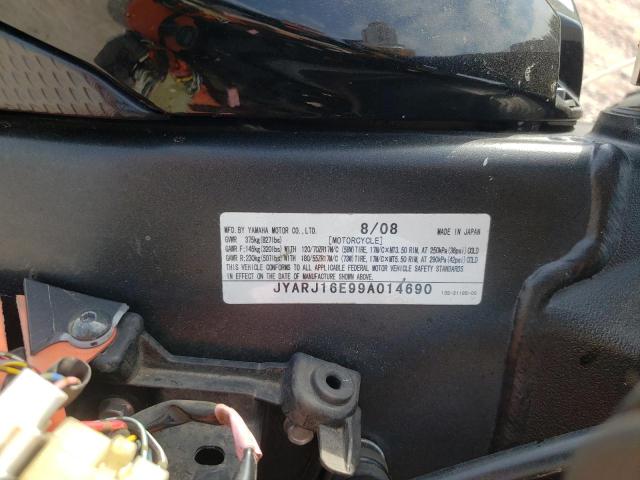 MFD. BY YAMAHA MOTOR CO., LTD. 8/08 MADE IN JAPAN
GVWR 375kg(827lbs) [MOTORCYCLE]
GAWR F:145kg(320lbs) WITH 120/70ZR17M/C (58W) TIRE, 17M/C×MT3.50 RIM, AT 250kPa(36psi) COLD
GAWR R:230kg(507lbs) WITH 180/55ZR17M/C (73W) TIRE, 17M/C×MT5.50 RIM, AT 290kPa(42psi) COLD
THIS VEHICLE CONFORMS TO ALL APPLICABLE FEDERAL MOTOR VEHICLE SAFETY STANDARDS
IN EFFECT ON THE DATE OF MANUFACTURE SHOWN ABOVE.
JYARJ16E99A014690